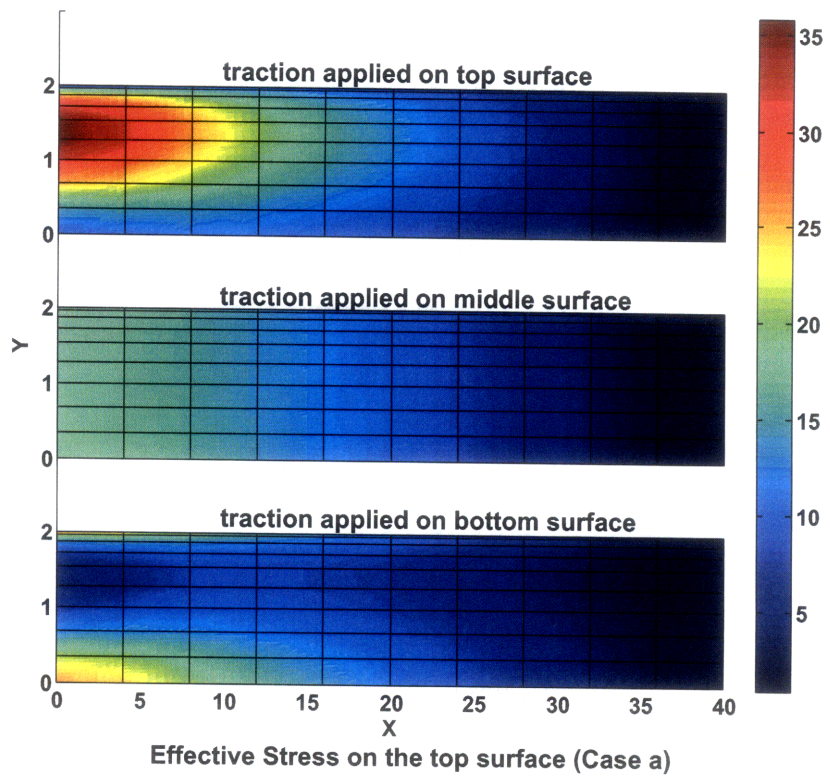 traction applied on top surface
2
1
0
traction applied on middle surface
2
1
0
Y
traction applied on bottom surface
2
1
0
0 5 10 15 20 25 30 35 40
X
Effective Stress on the top surface (Case a)
35
30
25
20
15
10
5